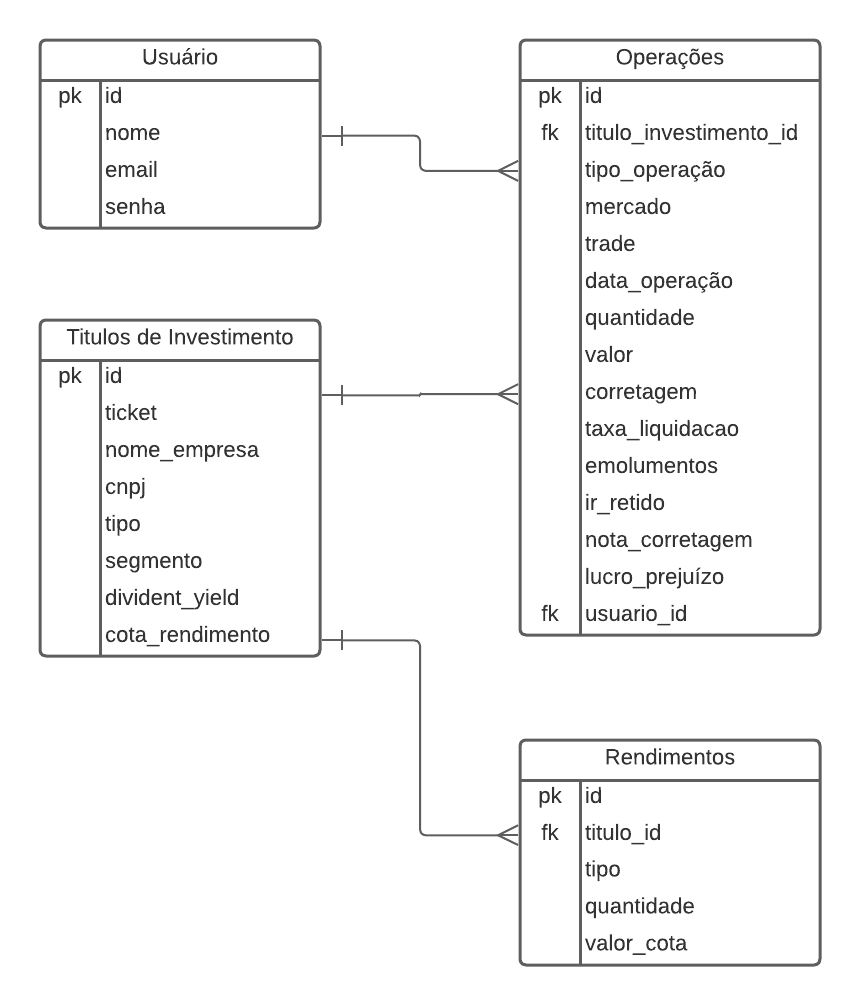 Usuário
pk id
nome
email
senha
Titulos de Investimento
pk id
ticket
nome_empresa
cnpj
tipo
segmento
divident_yield
cota_rendimento
Operações
pk id
fk titulo_investimento_id
tipo_operação
mercado
trade
data_operação
quantidade
valor
corretagem
taxa_liquidacao
emolumentos
ir_retido
nota_corretagem
lucro_prejuízo
fk usuario_id
Rendimentos
pk id
fk titulo_id
tipo
quantidade
valor_cota